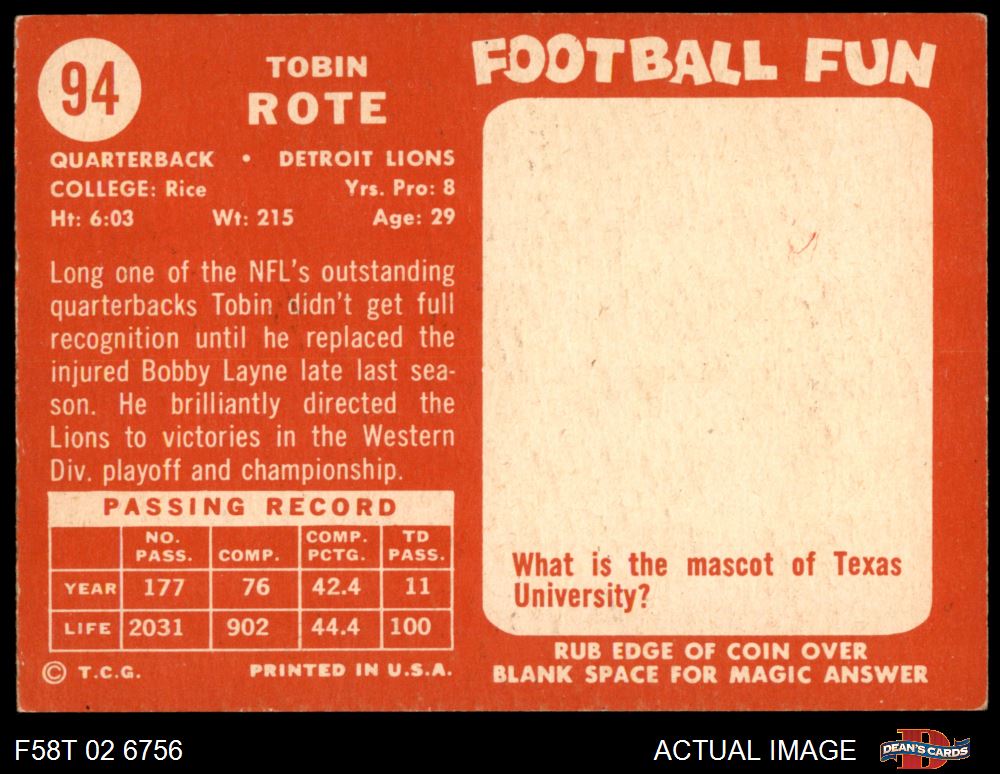 94
TOBIN
ROTE
QUARTERBACK • DETROIT LIONS
COLLEGE: Rice Yrs. Pro: 8
Ht: 6:03 Wt: 215 Age: 29
Long one of the NFL's outstanding
quarterbacks Tobin didn't get full
recognition until he replaced the
injured Bobby Layne late last sea-
son. He brilliantly directed the
Lions to victories in the Western
Div. playoff and championship.
PASSING RECORD
NO. PASS. COMP. COMP. PCTG. TD PASS.
YEAR 177 76 42.4 11
LIFE 2031 902 44.4 100
© T.C.G. PRINTED IN U.S.A.
FOOTBALL FUN
What is the mascot of Texas
University?
RUB EDGE OF COIN OVER
BLANK SPACE FOR MAGIC ANSWER
F58T 02 6756 ACTUAL IMAGE
DEAN'S CARDS